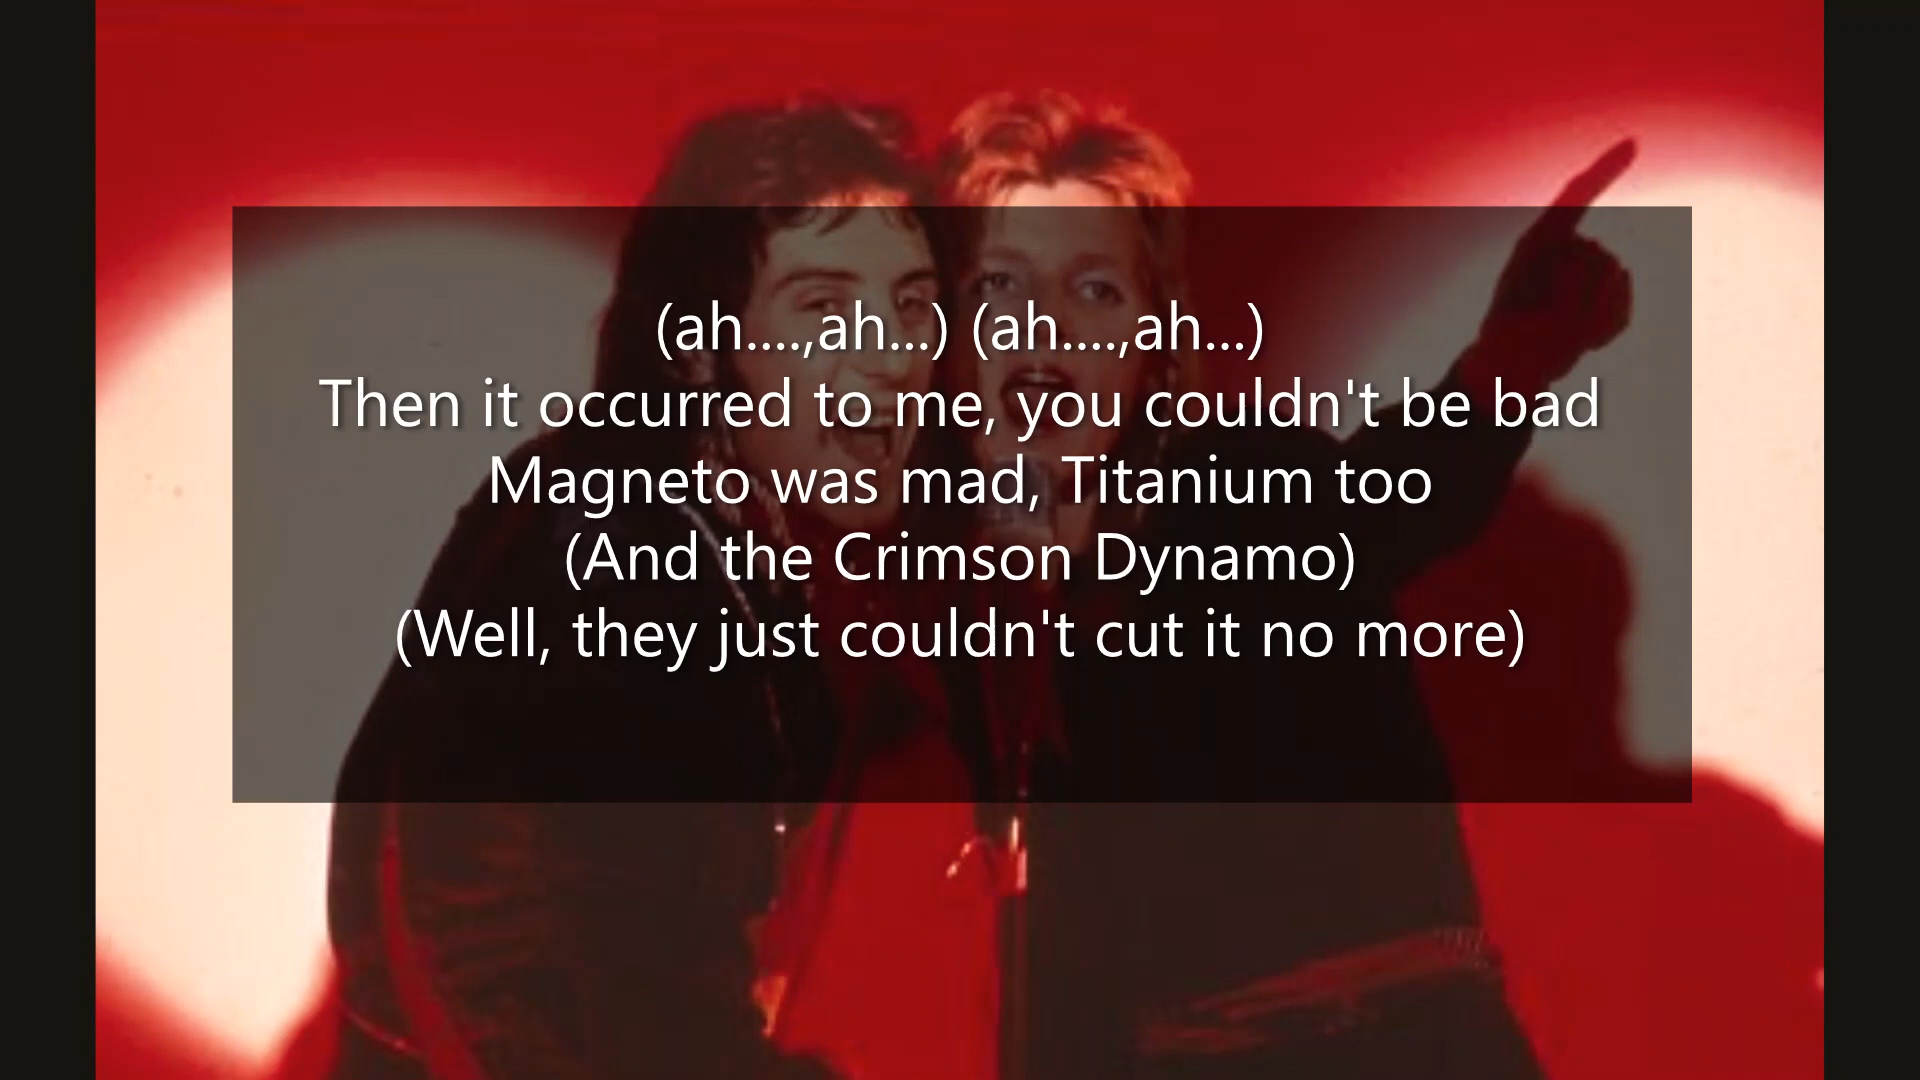 (ah....,ah...) (ah....,ah...)
Then it occurred to me, you couldn't be bad
Magneto was mad, Titanium too
(And the Crimson Dynamo)
(Well, they just couldn't cut it no more)